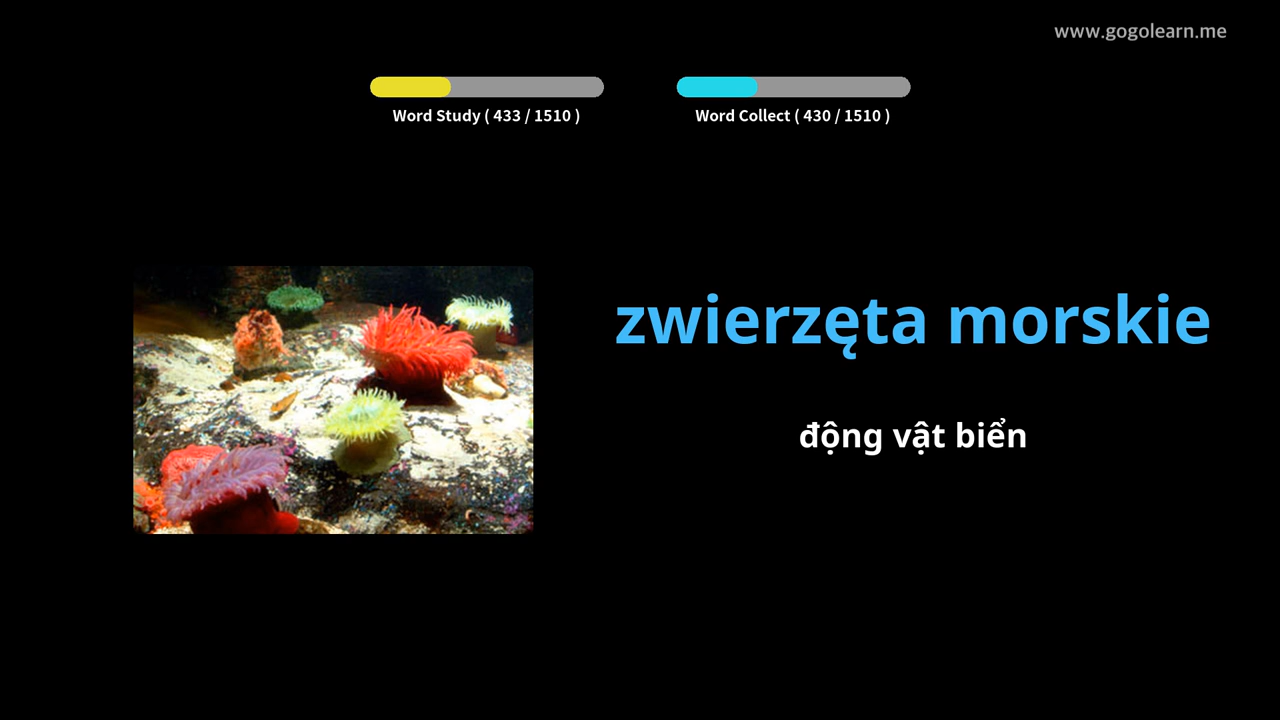 www.gogolearn.me
Word Study ( 433 / 1510 )
Word Collect ( 430 / 1510 )
zwierzęta morskie
động vật biển